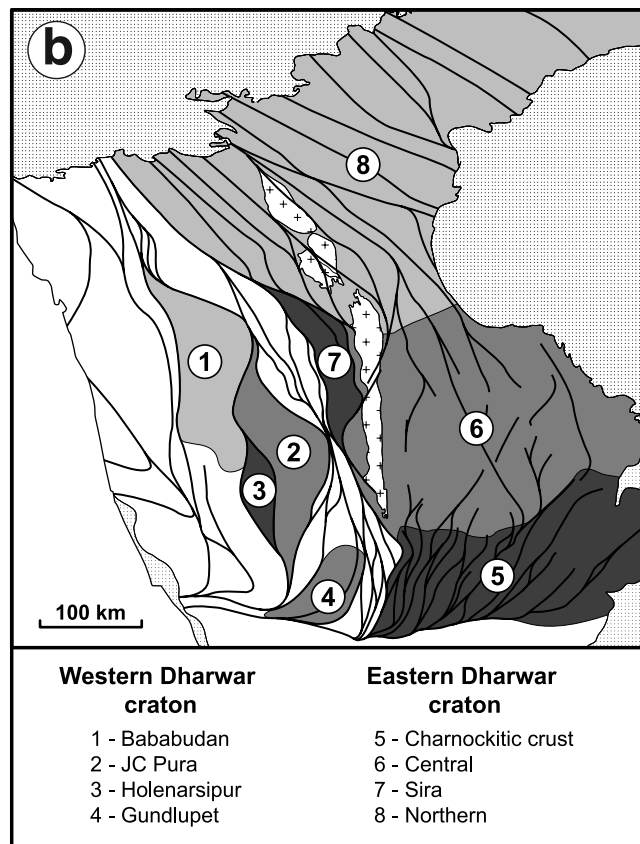 b
8
1
7
6
2
3
5
4
100 km
Western Dharwar
craton
1 - Bababudan
2 - JC Pura
3 - Holenarsipur
4 - Gundlupet
Eastern Dharwar
craton
5 - Charnockitic crust
6 - Central
7 - Sira
8 - Northern